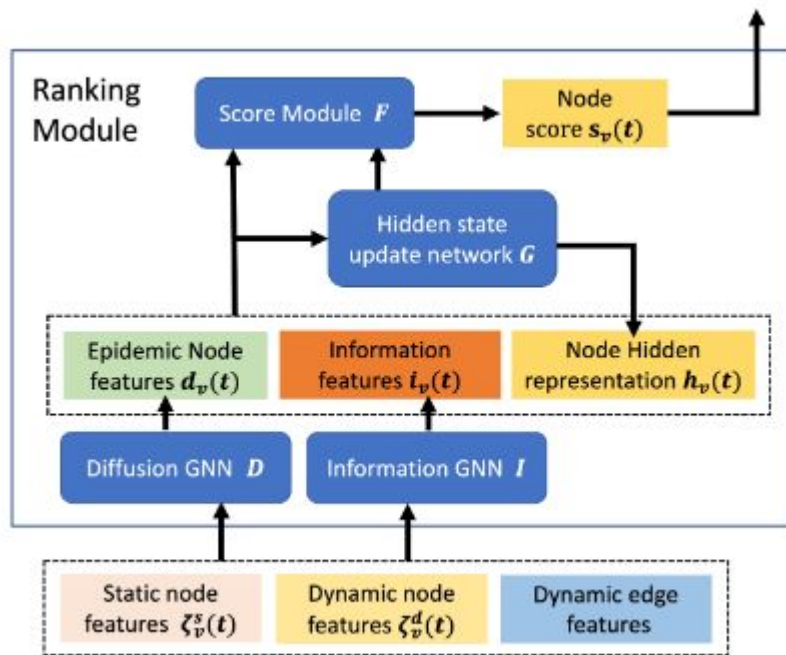 Ranking
Module
Score Module F
Node
score s_v(t)
Hidden state
update network G
Epidemic Node
features d_v(t)
Information
features i_v(t)
Node Hidden
representation h_v(t)
Diffusion GNN D
Information GNN I
Static node
features ζ_v^s(t)
Dynamic node
features ζ_v^d(t)
Dynamic edge
features